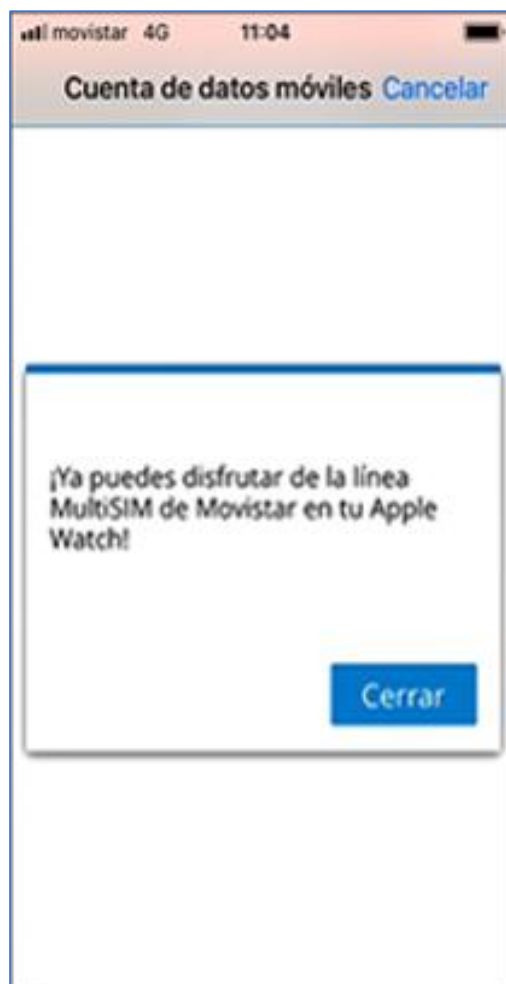 movistar 4G 11:04
Cuenta de datos móviles Cancelar
¡Ya puedes disfrutar de la línea
MultiSIM de Movistar en tu Apple
Watch!
Cerrar